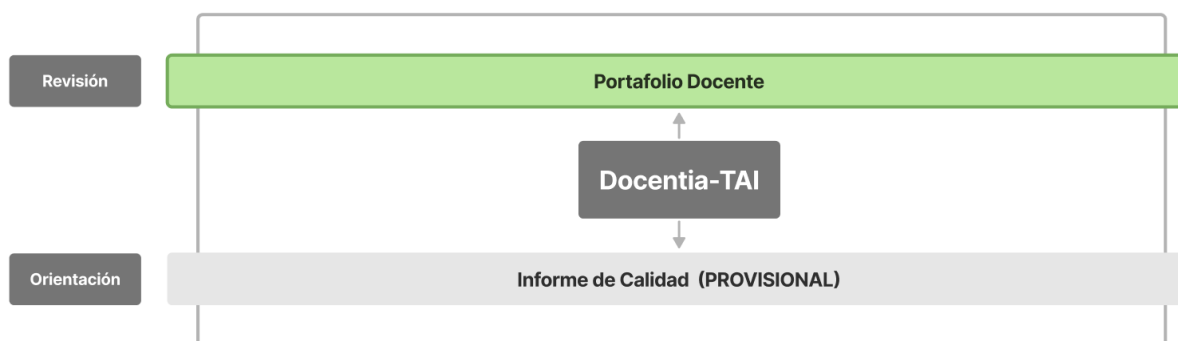 Revisión
Portafolio Docente
Docentia-TAI
Orientación
Informe de Calidad (PROVISIONAL)